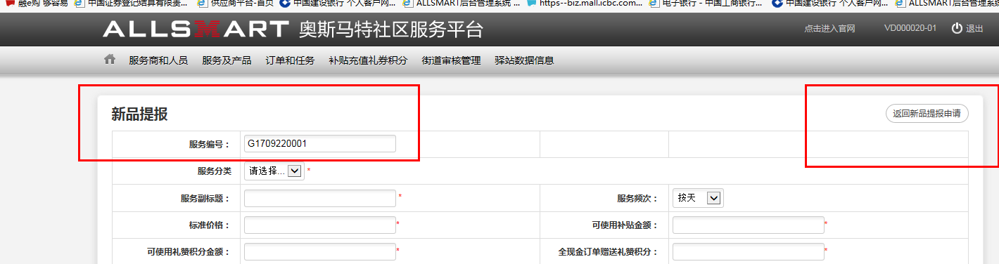 融e购 够容易 中国证券登记结算有限责... 供应商平台-首页 中国建设银行 个人客户网... ALLSMART后台管理系统 ... https--biz.mall.icbc.com... 电子银行 - 中国工商银行... 中国建设银行 个人客户网... ALLSMART后台管理系统
ALLSMART 奥斯马特社区服务平台 点击进入官网 VD000020-01 退出
服务商和人员 服务及产品 订单和任务 补贴充值礼券积分 街道审核管理 驿站数据信息
新品提报 返回新品提报申请
服务编号： G1709220001
服务分类 请选择... *
服务副标题： * 服务频次： 按天
标准价格： * 可使用补贴金额： *
可使用礼赞积分金额： * 全现金订单赠送礼赞积分： *